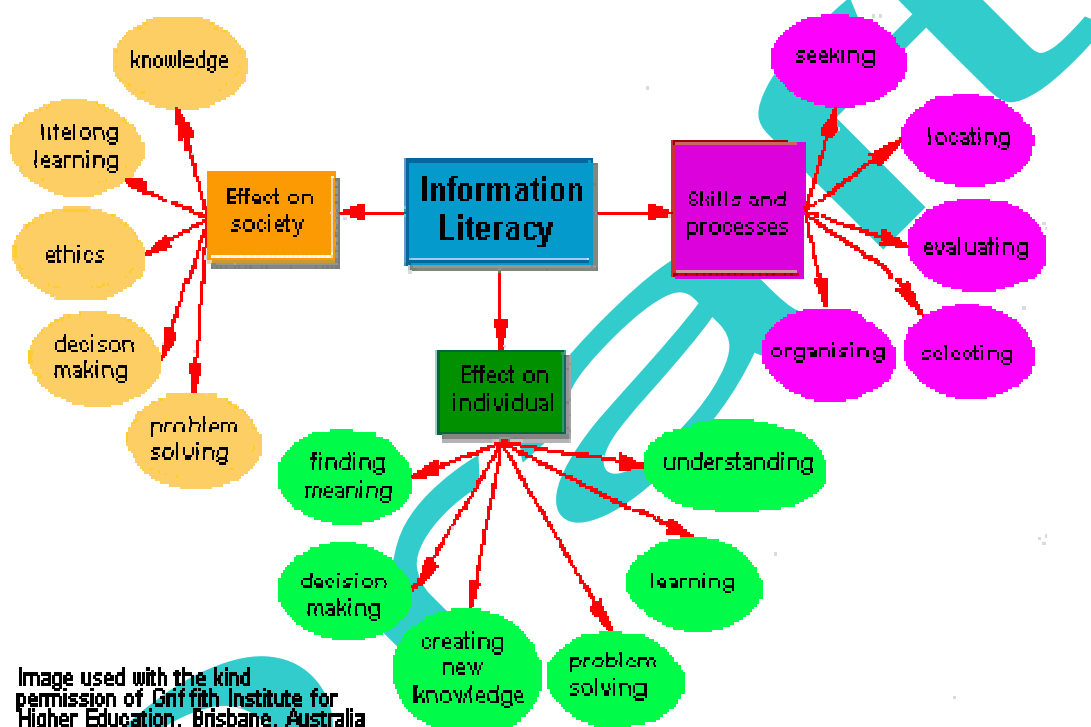 knowledge
lifelong
learning
ethics
decison
making
problem
solving
Effect on
society
Information
Literacy
Skills and
processes
seeking
locating
evaluating
selecting
organising
Effect on
individual
finding
meaning
decision
making
creating
new
knowledge
problem
solving
learning
understanding
Image used with the kind
permission of Griffith Institute for
Higher Education, Brisbane, Australia